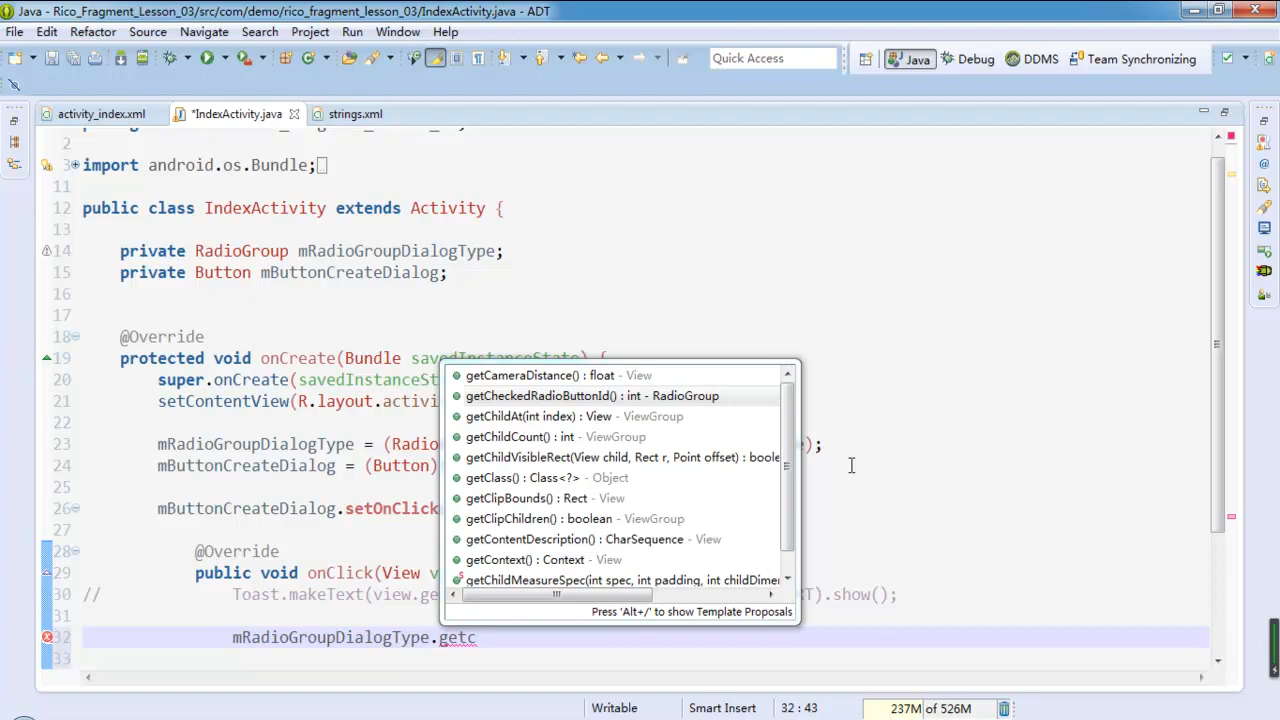 Java - Rico_Fragment_Lesson_03/src/com/demo/rico_fragment_lesson_03/IndexActivity.java - ADT
File Edit Refactor Source Navigate Search Project Run Window Help
Quick Access Java Debug DDMS Team Synchronizing
activity_index.xml *IndexActivity.java strings.xml
2
3 import android.os.Bundle;
11
12 public class IndexActivity extends Activity {
13
14 private RadioGroup mRadioGroupDialogType;
15 private Button mButtonCreateDialog;
16
17
18 @Override
19 protected void onCreate(Bundle savedInstanceState) {
20 super.onCreate(savedInstanceSt
21 setContentView(R.layout.activi
22
23 mRadioGroupDialogType = (Radio );
24 mButtonCreateDialog = (Button)
25
26 mButtonCreateDialog.setOnClick
27
28 @Override
29 public void onClick(View v
30 // Toast.makeText(view.ge T).show();
31
32 mRadioGroupDialogType.getc
33
getCameraDistance() : float - View
getCheckedRadioButtonId() : int - RadioGroup
getChildAt(int index) : View - ViewGroup
getChildCount() : int - ViewGroup
getChildVisibleRect(View child, Rect r, Point offset) : boole
getClass() : Class<?> - Object
getClipBounds() : Rect - View
getClipChildren() : boolean - ViewGroup
getContentDescription() : CharSequence - View
getContext() : Context - View
getChildMeasureSpec(int spec, int padding, int childDimen
Press 'Alt+/' to show Template Proposals
Writable Smart Insert 32 : 43 237M of 526M